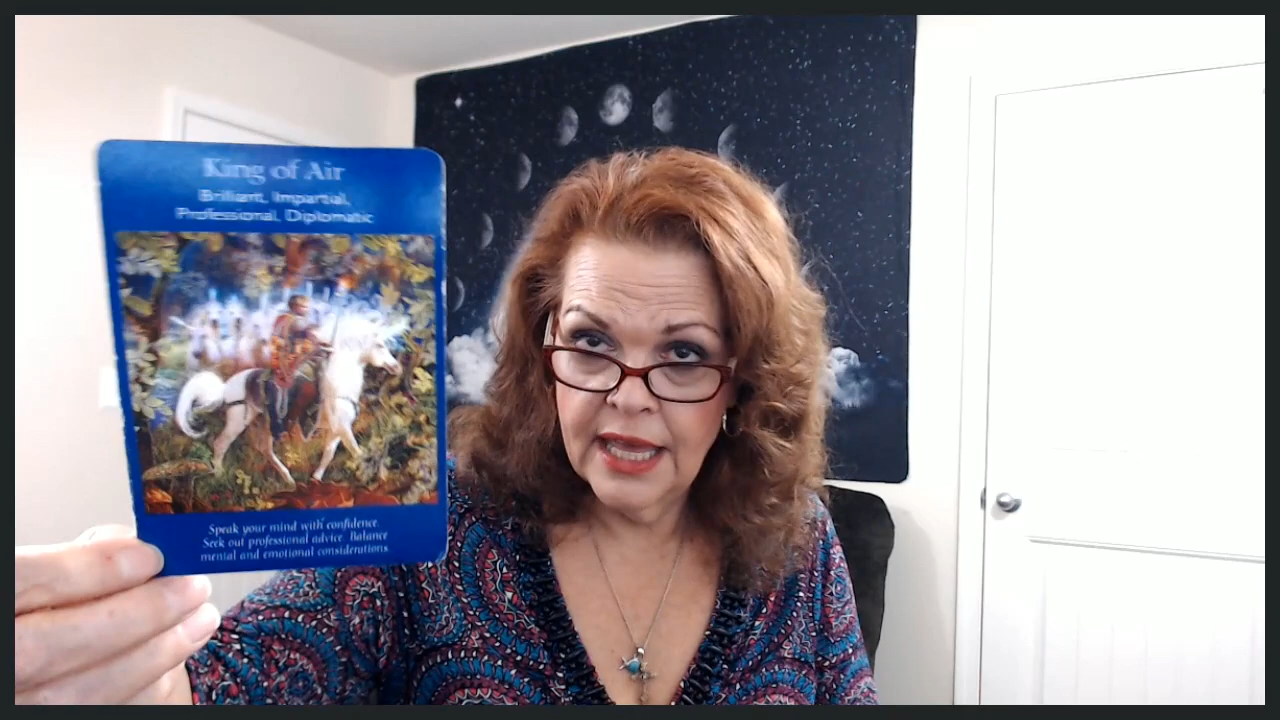 King of Air
Brilliant, Impartial,
Professional, Diplomatic
Speak your mind with confidence.
Seek out professional advice. Balance
mental and emotional considerations.